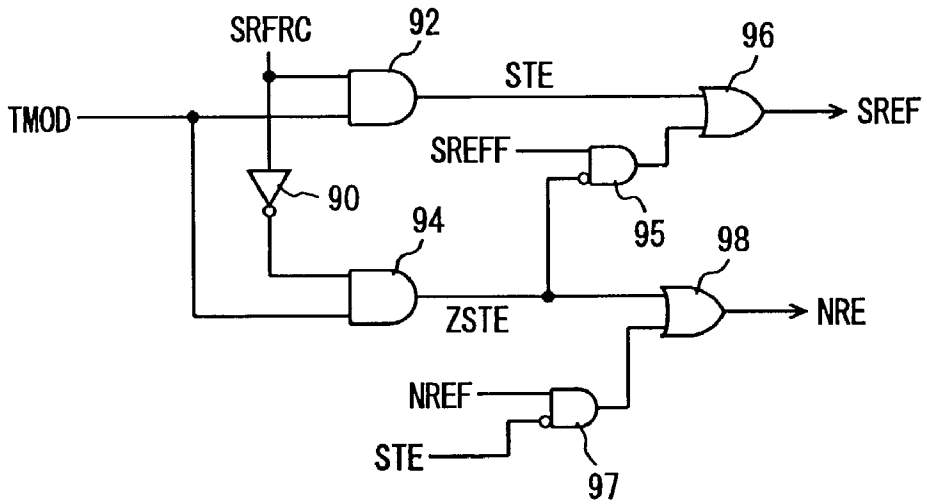 SRFRC
92
96
TMOD
STE
SREF
SREFF
90
95
94
98
ZSTE
NRE
NREF
STE
97